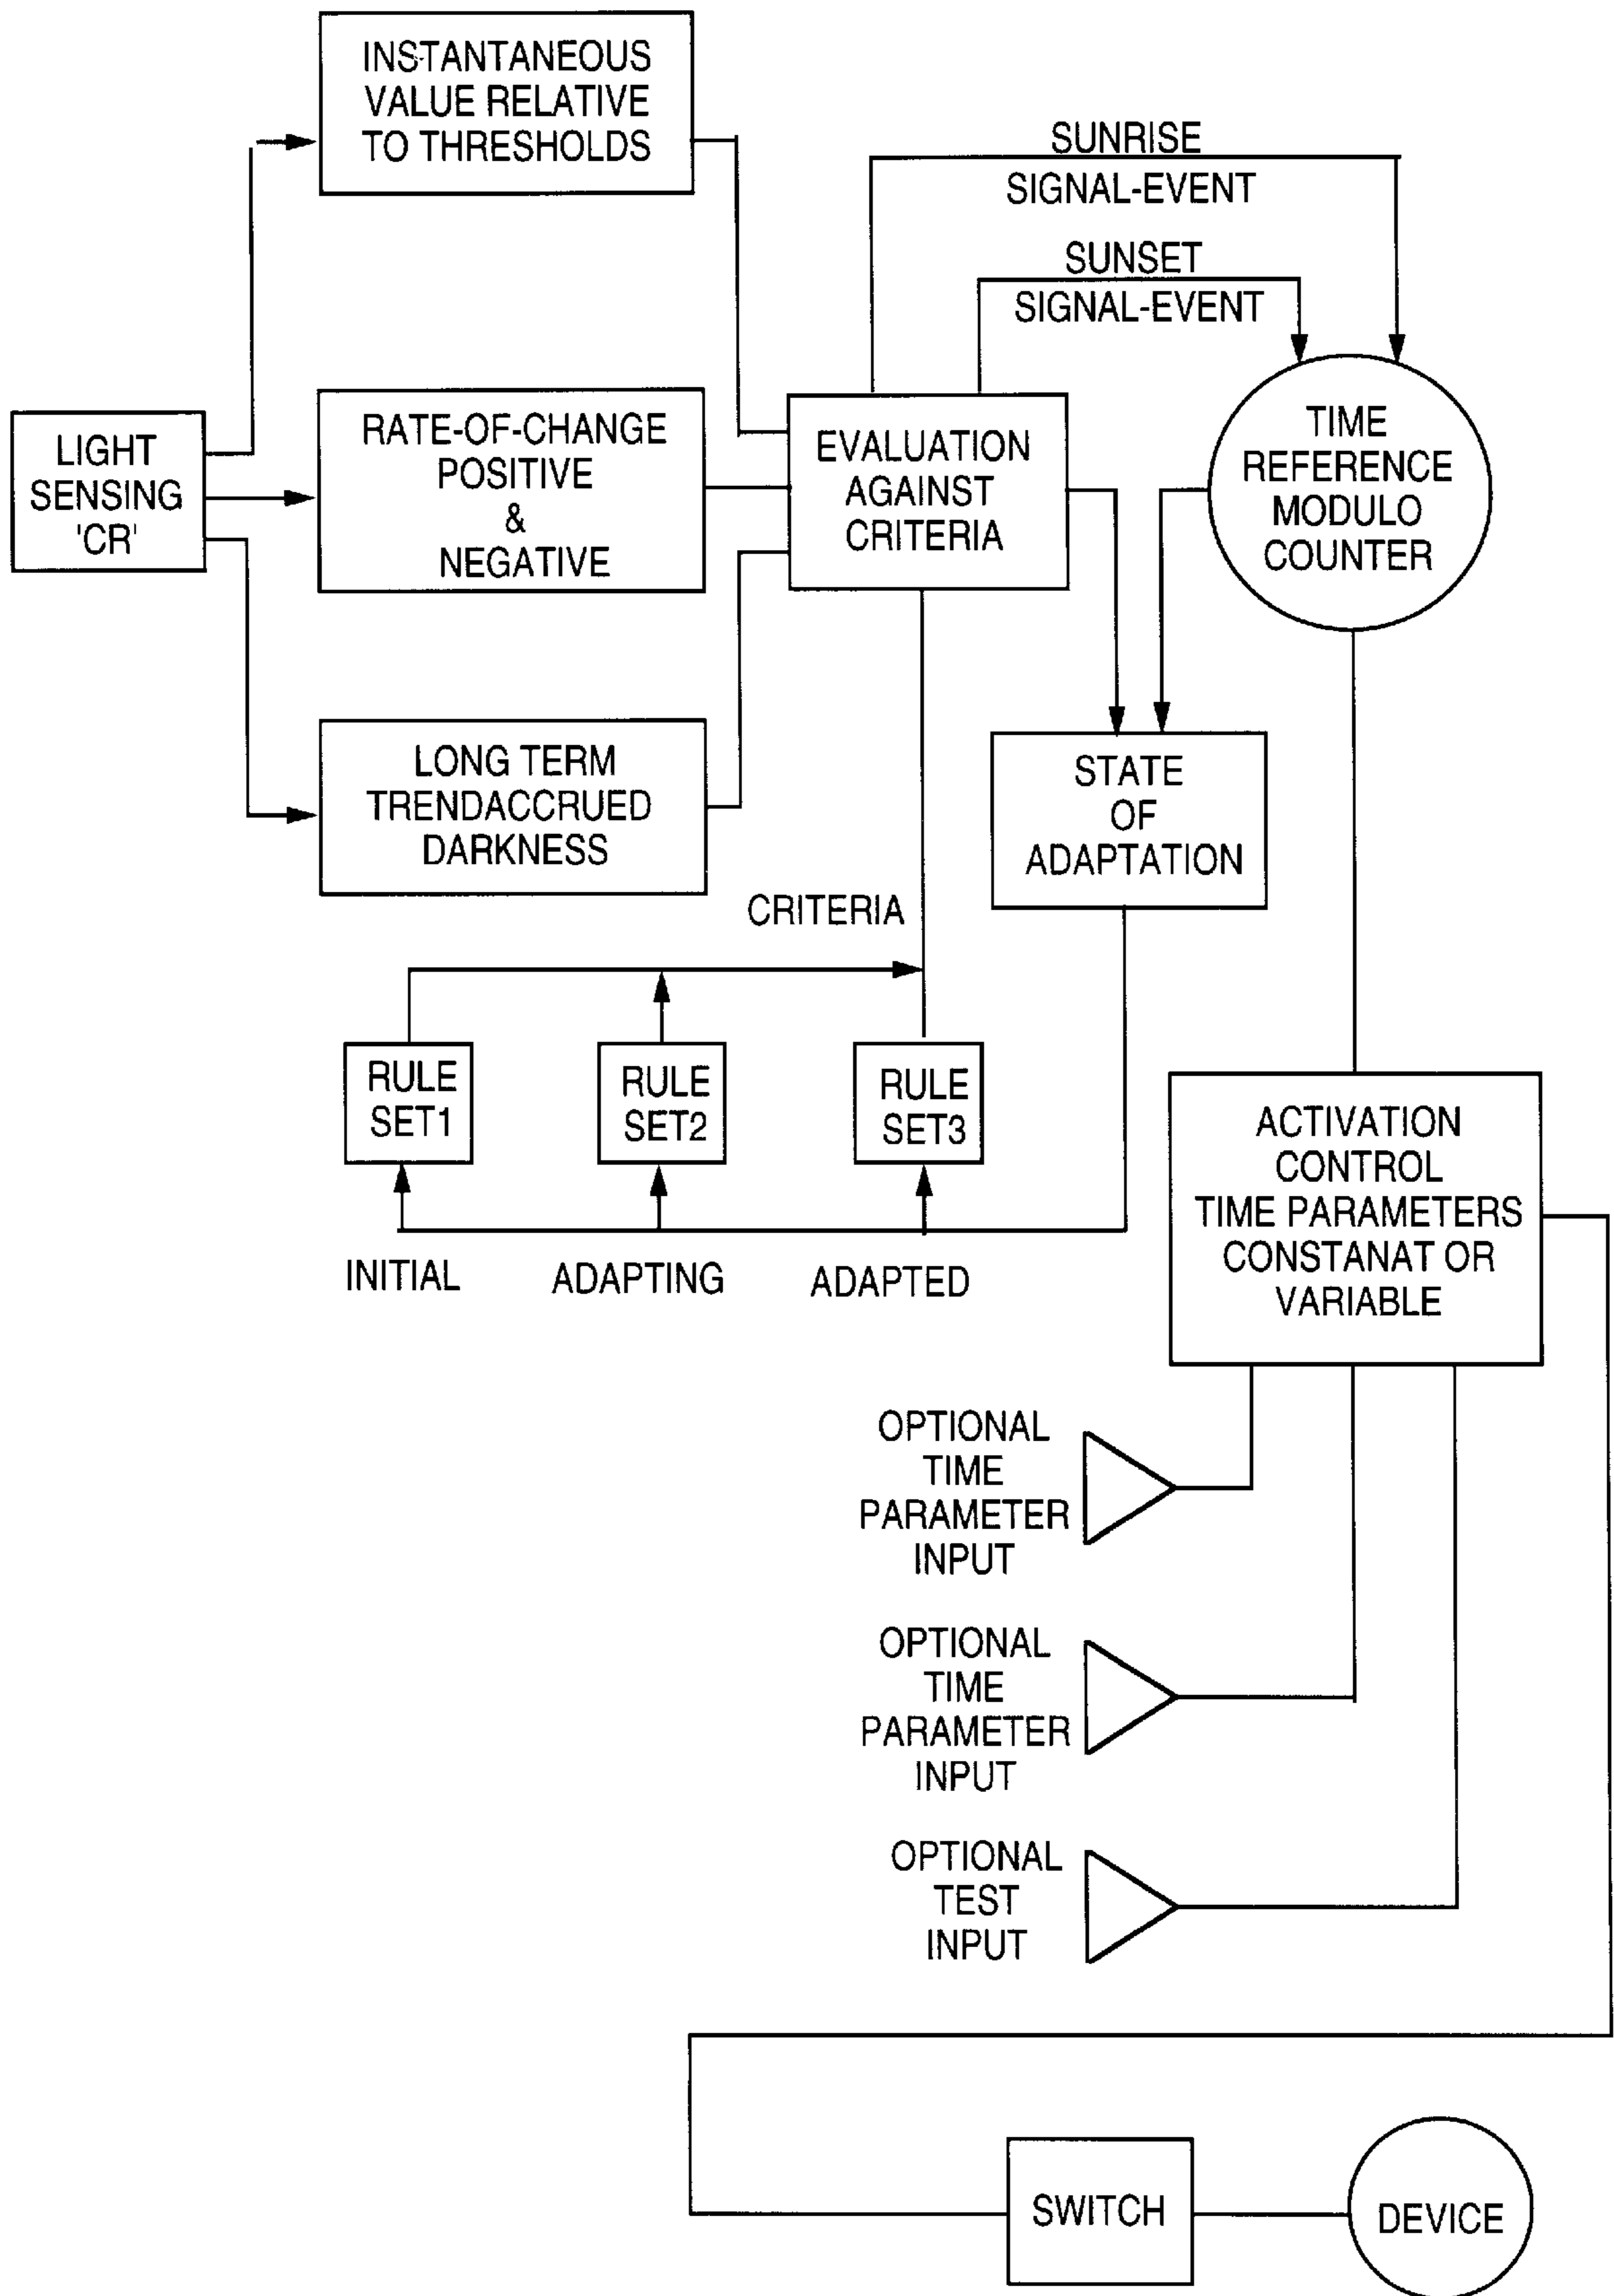 INSTANTANEOUS
VALUE RELATIVE
TO THRESHOLDS
SUNRISE
SIGNAL-EVENT
SUNSET
SIGNAL-EVENT
LIGHT
SENSING
'CR'
RATE-OF-CHANGE
POSITIVE
&
NEGATIVE
EVALUATION
AGAINST
CRITERIA
TIME
REFERENCE
MODULO
COUNTER
LONG TERM
TRENDACCRUED
DARKNESS
STATE
OF
ADAPTATION
CRITERIA
RULE
SET1
RULE
SET2
RULE
SET3
INITIAL
ADAPTING
ADAPTED
ACTIVATION
CONTROL
TIME PARAMETERS
CONSTANAT OR
VARIABLE
OPTIONAL
TIME
PARAMETER
INPUT
OPTIONAL
TIME
PARAMETER
INPUT
OPTIONAL
TEST
INPUT
SWITCH
DEVICE